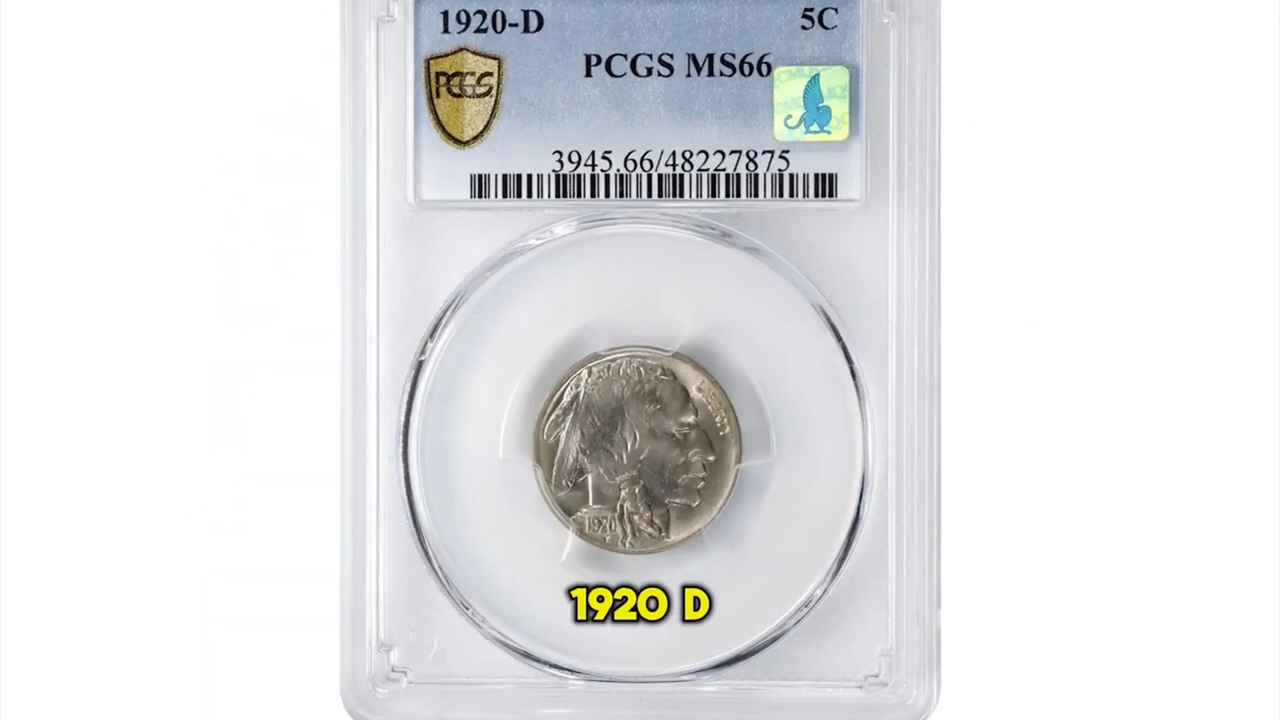 1920-D 5C
PCGS MS66
PCGS
3945.66/48227875
LIBERTY
1920
1920 D